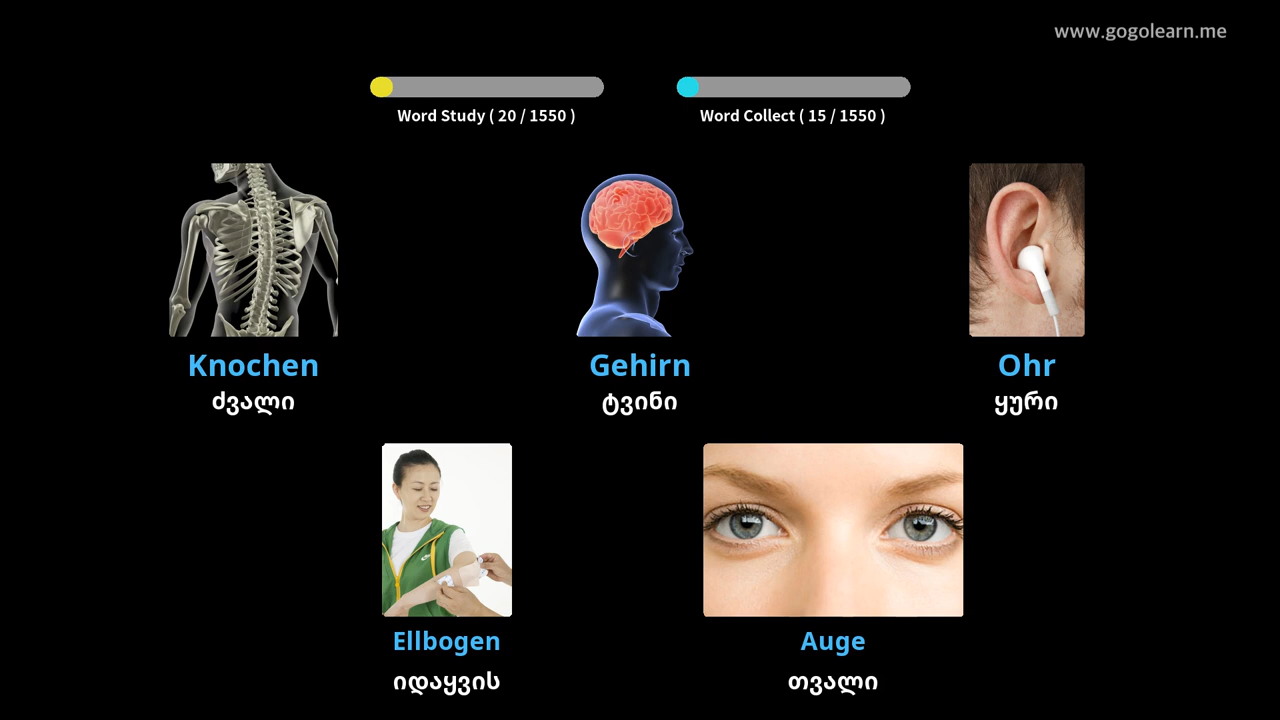 www.gogolearn.me
Word Study ( 20 / 1550 )
Word Collect ( 15 / 1550 )
Knochen
ძვალი
Gehirn
ტვინი
Ohr
ყური
Ellbogen
იდაყვის
Auge
თვალი